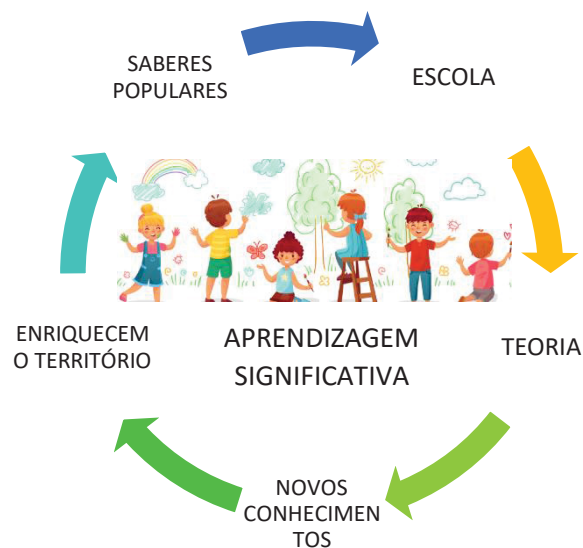 SABERES
POPULARES
ESCOLA
TEORIA
NOVOS
CONHECIMEN
TOS
ENRIQUECEM
O TERRITÓRIO
APRENDIZAGEM
SIGNIFICATIVA